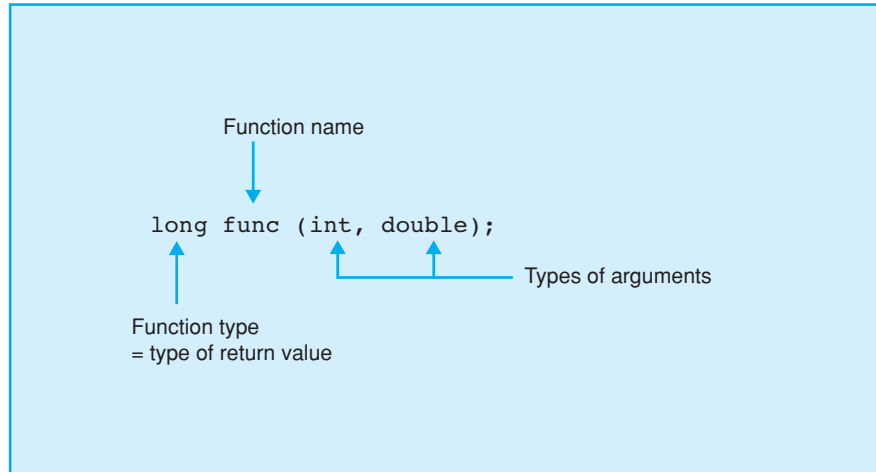 Function name
long func (int, double);
Types of arguments
Function type
= type of return value